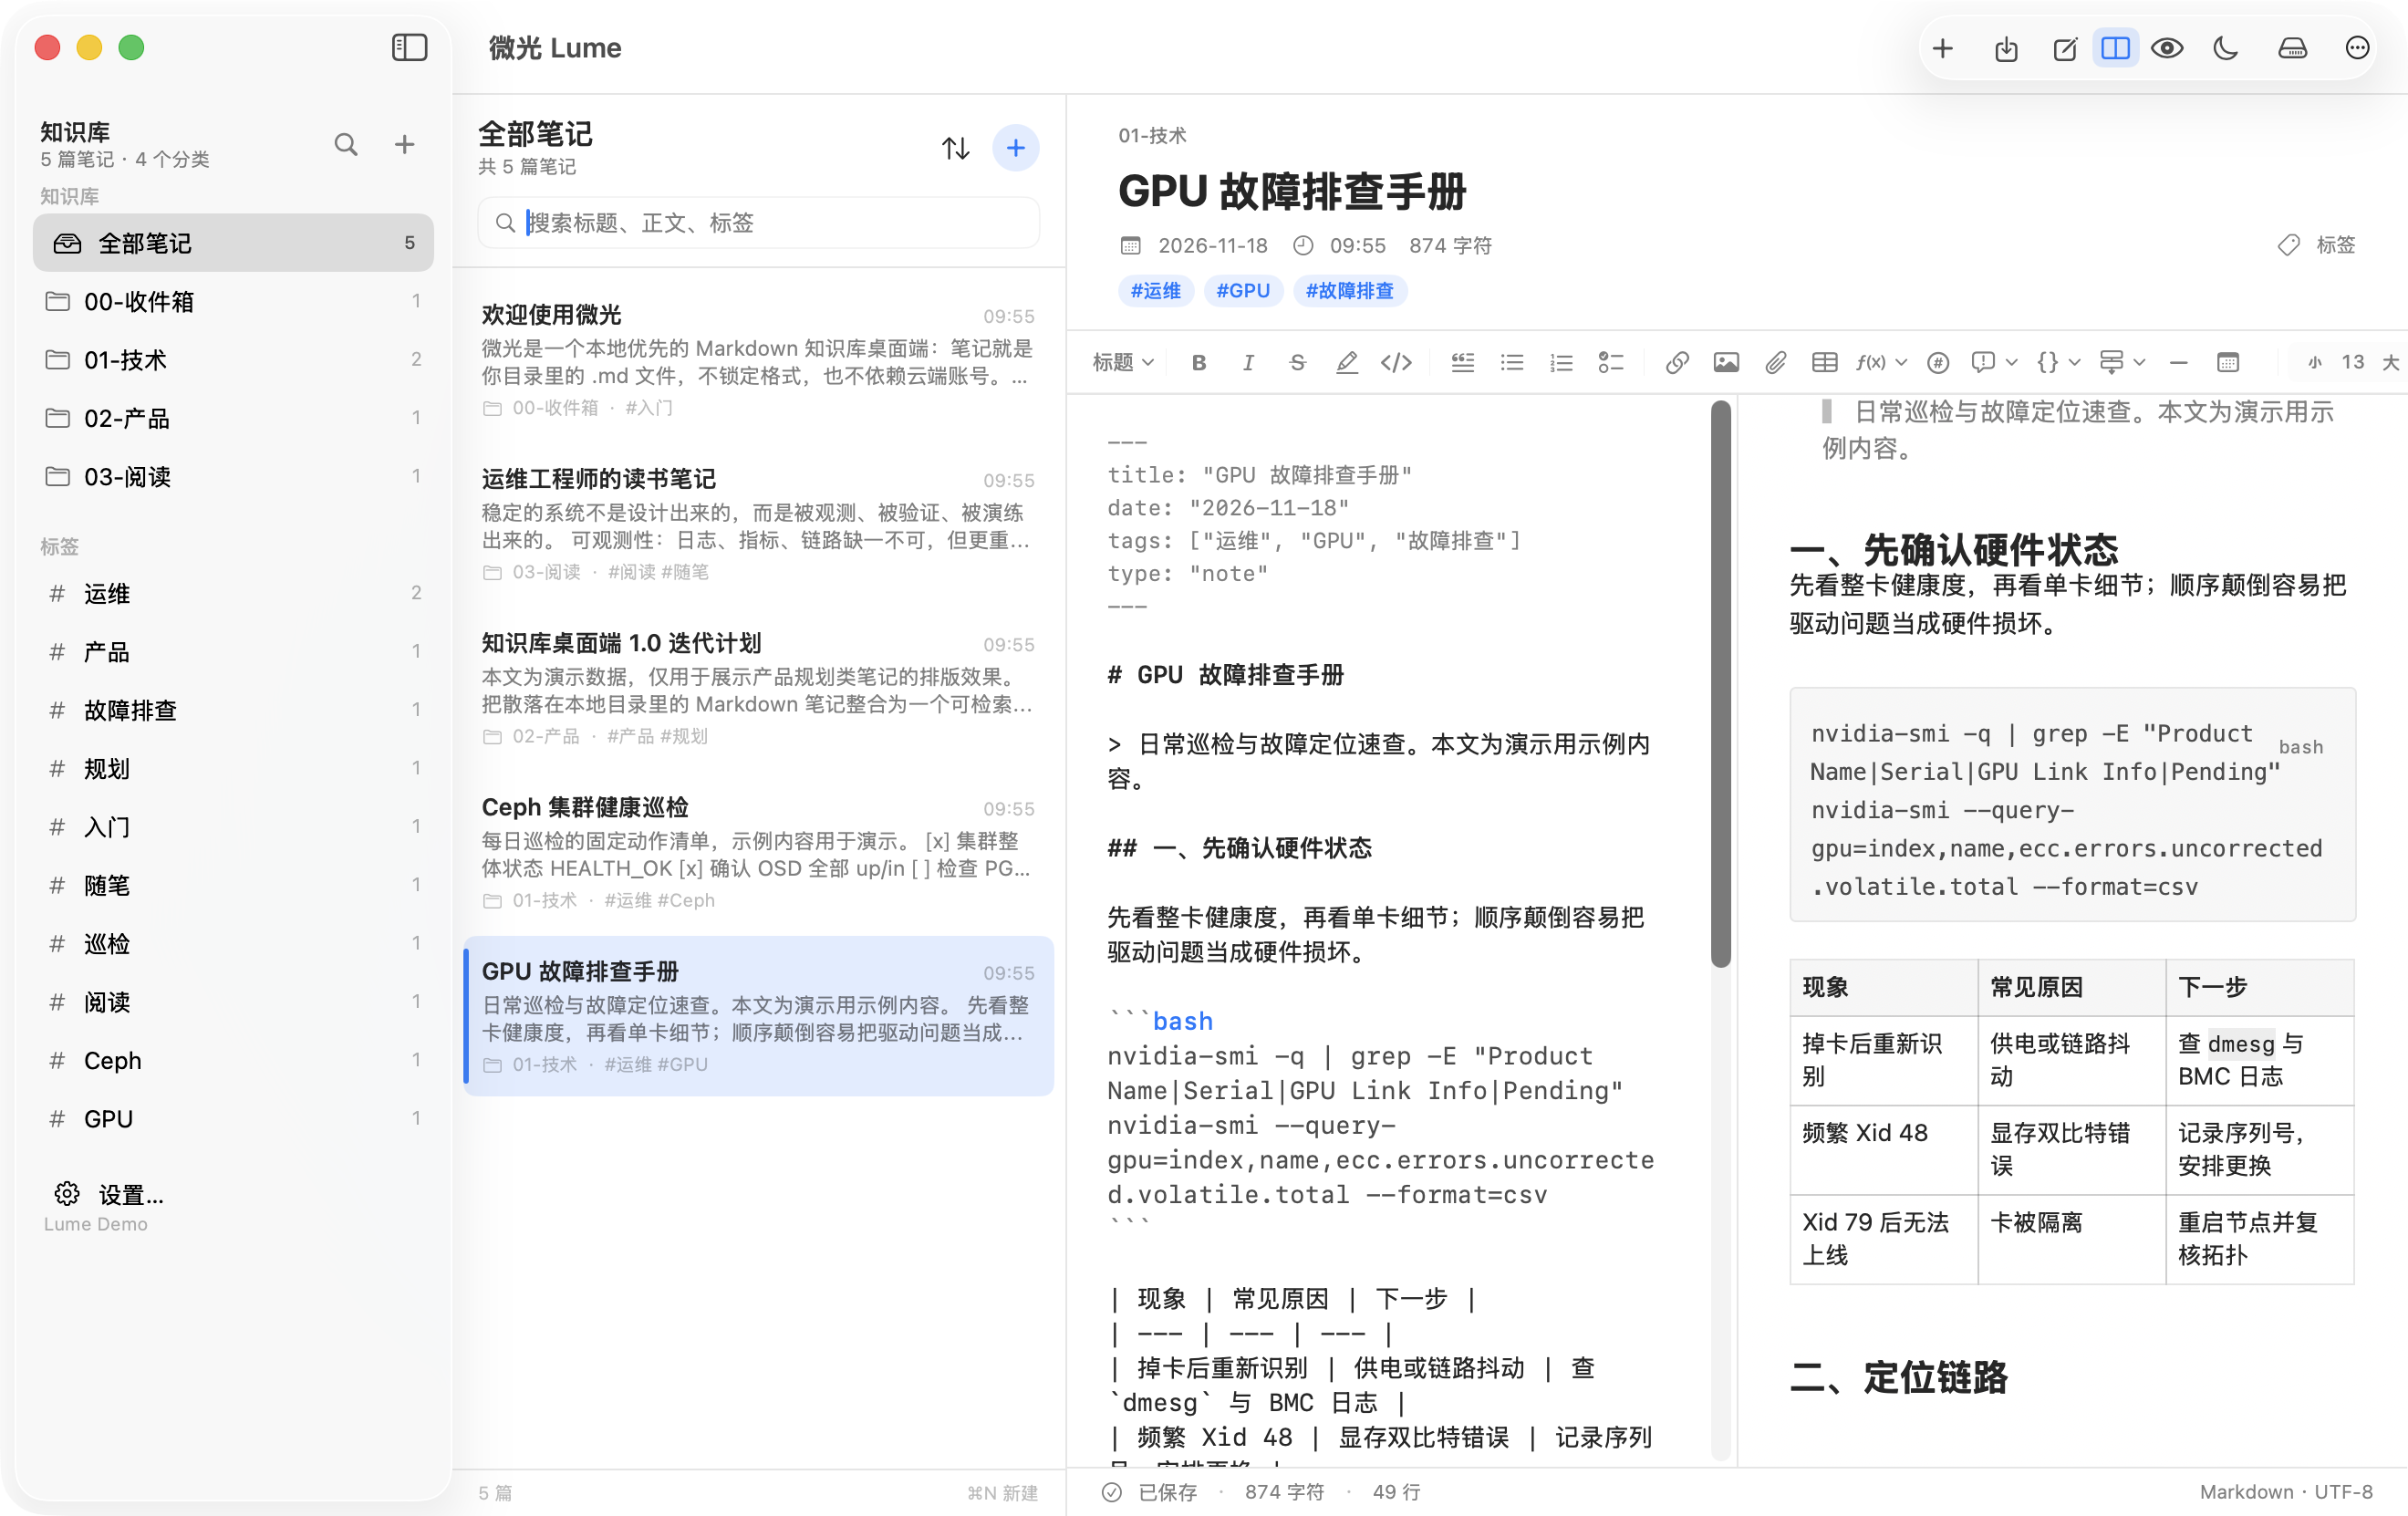 微光 Lume
知识库
5 篇笔记 · 4 个分类
知识库
全部笔记 5
00-收件箱 1
01-技术 2
02-产品 1
03-阅读 1
标签
# 运维 2
# 产品 1
# 故障排查 1
# 规划 1
# 入门 1
# 随笔 1
# 巡检 1
# 阅读 1
# Ceph 1
# GPU 1
设置...
Lume Demo
全部笔记
共 5 篇笔记
搜索标题、正文、标签
欢迎使用微光 09:55
微光是一个本地优先的 Markdown 知识库桌面端：笔记就是
你目录里的 .md 文件，不锁定格式，也不依赖云端账号。...
00-收件箱 · #入门
运维工程师的读书笔记 09:55
稳定的系统不是设计出来的，而是被观测、被验证、被演练
出来的。 可观测性：日志、指标、链路缺一不可，但更重...
03-阅读 · #阅读 #随笔
知识库桌面端 1.0 迭代计划 09:55
本文为演示数据，仅用于展示产品规划类笔记的排版效果。
把散落在本地目录里的 Markdown 笔记整合为一个可检索...
02-产品 · #产品 #规划
Ceph 集群健康巡检 09:55
每日巡检的固定动作清单，示例内容用于演示。 [x] 集群整
体状态 HEALTH_OK [x] 确认 OSD 全部 up/in [ ] 检查 PG...
01-技术 · #运维 #Ceph
GPU 故障排查手册 09:55
日常巡检与故障定位速查。本文为演示用示例内容。 先看整
卡健康度，再看单卡细节；顺序颠倒容易把驱动问题当成...
01-技术 · #运维 #GPU
5 篇 ⌘N 新建
01-技术
GPU 故障排查手册
2026-11-18 09:55 874 字符 标签
#运维 #GPU #故障排查
标题 B I S </> f(x) # {} 小 13 大
---
title: "GPU 故障排查手册"
date: "2026-11-18"
tags: ["运维", "GPU", "故障排查"]
type: "note"
---
# GPU 故障排查手册
> 日常巡检与故障定位速查。本文为演示用示例内
容。
## 一、先确认硬件状态
先看整卡健康度，再看单卡细节；顺序颠倒容易把
驱动问题当成硬件损坏。
```bash
nvidia-smi -q | grep -E "Product
Name|Serial|GPU Link Info|Pending"
nvidia-smi --query-
gpu=index,name,ecc.errors.uncorrecte
d.volatile.total --format=csv
```
| 现象 | 常见原因 | 下一步 |
| --- | --- | --- |
| 掉卡后重新识别 | 供电或链路抖动 | 查
`dmesg` 与 BMC 日志 |
| 频繁 Xid 48 | 显存双比特错误 | 记录序列
号，安排更换 |
日常巡检与故障定位速查。本文为演示用示
例内容。
一、先确认硬件状态
先看整卡健康度，再看单卡细节；顺序颠倒容易把
驱动问题当成硬件损坏。
bash
nvidia-smi -q | grep -E "Product
Name|Serial|GPU Link Info|Pending"
nvidia-smi --query-
gpu=index,name,ecc.errors.uncorrected
.volatile.total --format=csv
现象 常见原因 下一步
掉卡后重新识
别
供电或链路抖
动
查 dmesg 与
BMC 日志
频繁 Xid 48
显存双比特错
误
记录序列号，
安排更换
Xid 79 后无法
上线
卡被隔离
重启节点并复
核拓扑
二、定位链路
已保存 · 874 字符 · 49 行
Markdown · UTF-8